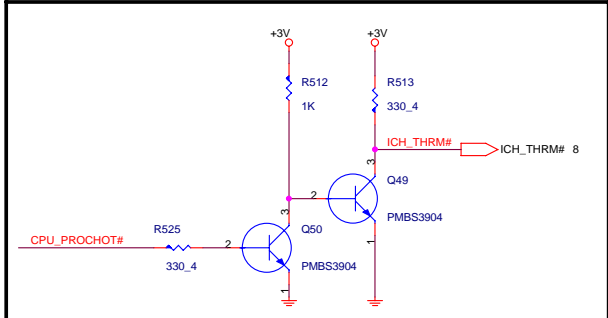 +3V
+3V
R512
1K
R513
330_4
ICH_THRM#
ICH_THRM# 8
3
2
Q49
PMBS3904
1
CPU_PROCHOT#
R525
330_4
3
2
Q50
PMBS3904
1